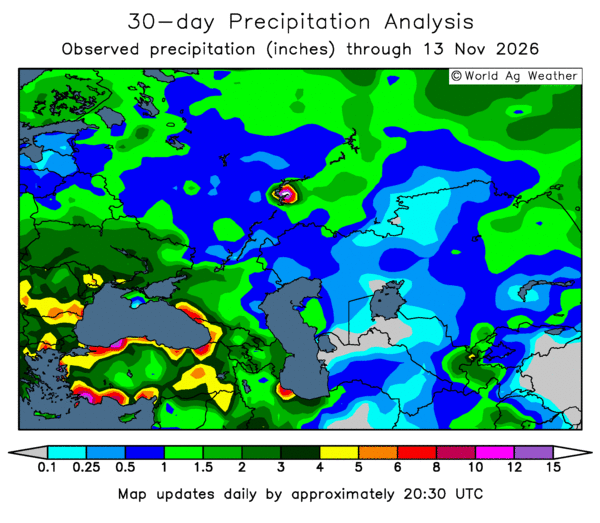 30-day Precipitation Analysis
Observed precipitation (inches) through 13 Nov 2026
© World Ag Weather
0.1 0.25 0.5 1 1.5 2 3 4 5 6 8 10 12 15
Map updates daily by approximately 20:30 UTC